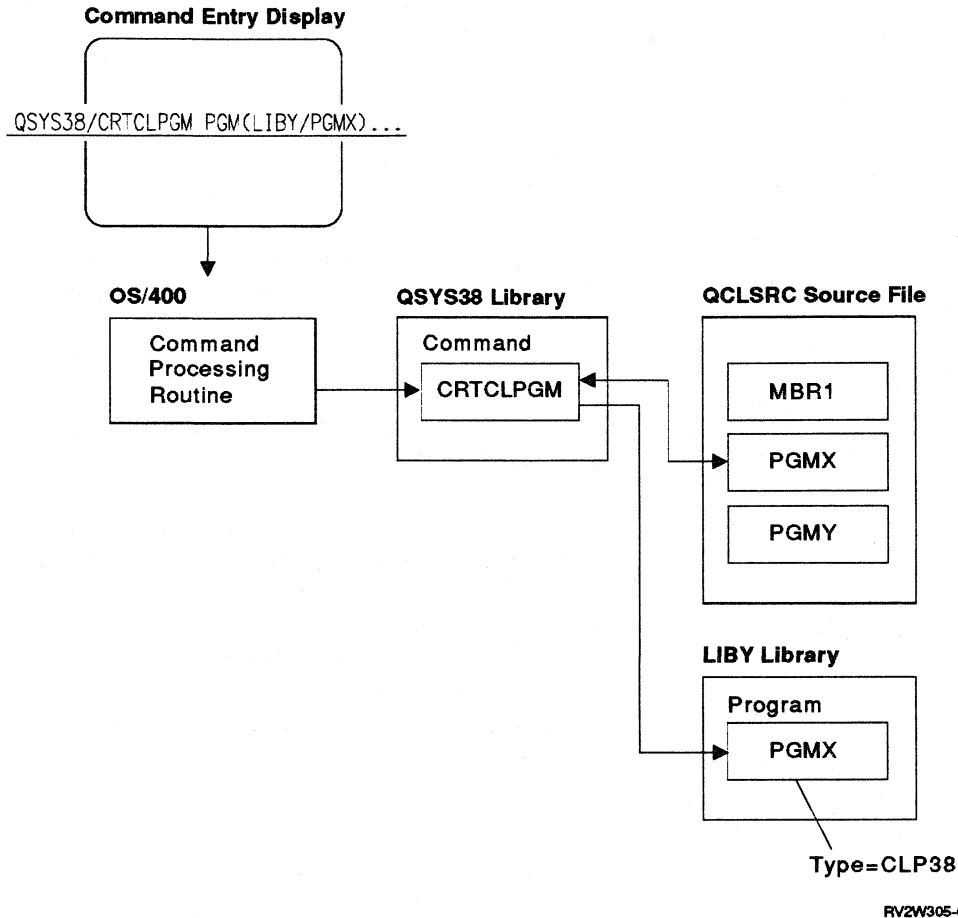 Command Entry Display
QSYS38/CRTCLPGM PGM(LIBY/PGMX)...
OS/400
Command
Processing
Routine
QSYS38 Library
Command
CRTCLPGM
QCLSRC Source File
MBR1
PGMX
PGMY
LIBY Library
Program
PGMX
Type=CLP38